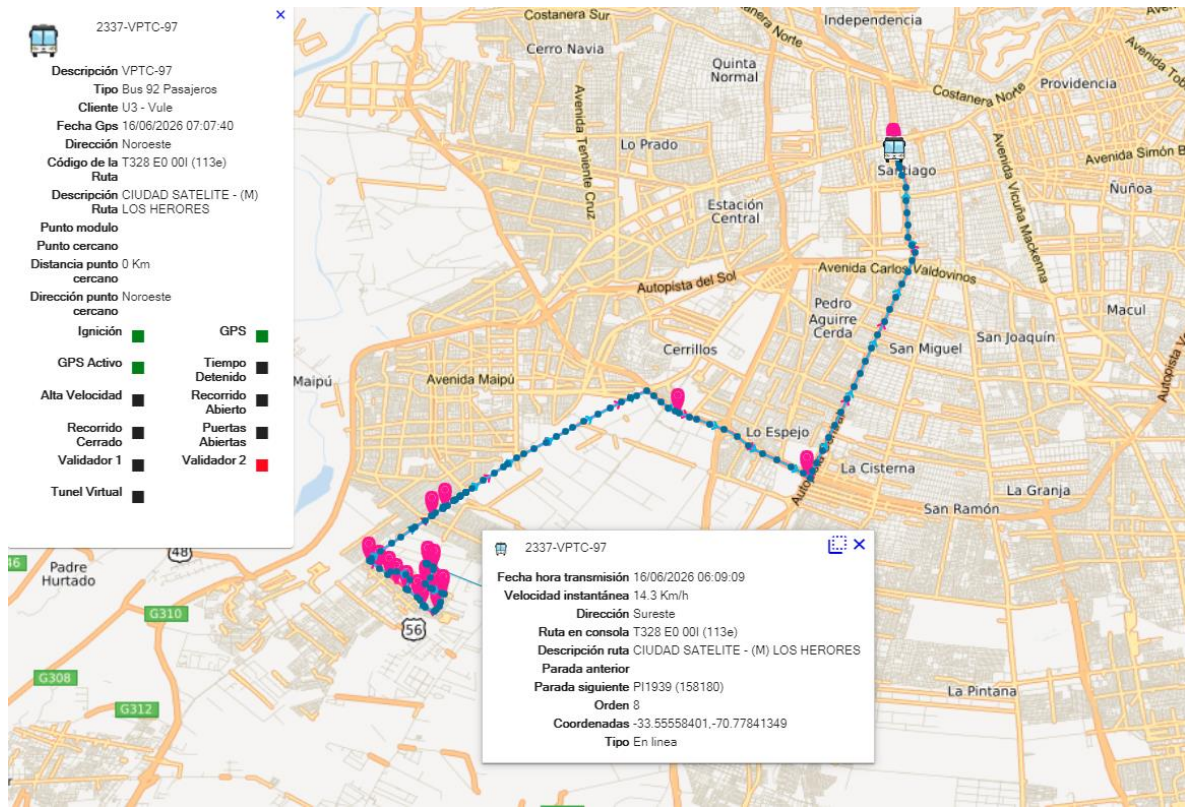 2337-VPTC-97
Descripción VPTC-97
Tipo Bus 92 Pasajeros
Cliente U3 - Vule
Fecha Gps 16/06/2026 07:07:40
Dirección Noroeste
Código de la Ruta T328 E0 00I (113e)
Descripción Ruta CIUDAD SATELITE - (M) LOS HERORES
Punto modulo
Punto cercano
Distancia punto cercano 0 Km
Dirección punto cercano Noroeste
Ignición
GPS
GPS Activo
Tiempo Detenido
Alta Velocidad
Recorrido Abierto
Recorrido Cerrado
Puertas Abiertas
Validador 1
Validador 2
Tunel Virtual
Costanera Sur
Independencia
Costanera Norte
Cerro Navia
Quinta Normal
Providencia
Costanera Norte
Avenida Teniente Cruz
Lo Prado
Santiago
Avenida Simón B
Avenida Vicuña Mackenna
Ñuñoa
Estación Central
Avenida Carlos Valdovinos
Autopista del Sol
Pedro Aguirre Cerda
Macul
San Joaquín
Cerrillos
San Miguel
Maipú
Avenida Maipú
Lo Espejo
La Cisterna
La Granja
San Ramón
48
46
Padre Hurtado
G310
56
G308
G312
La Pintana
2337-VPTC-97
Fecha hora transmisión 16/06/2026 06:09:09
Velocidad instantánea 14.3 Km/h
Dirección Sureste
Ruta en consola T328 E0 00I (113e)
Descripción ruta CIUDAD SATELITE - (M) LOS HERORES
Parada anterior
Parada siguiente PI1939 (158180)
Orden 8
Coordenadas -33.55558401,-70.77841349
Tipo En linea